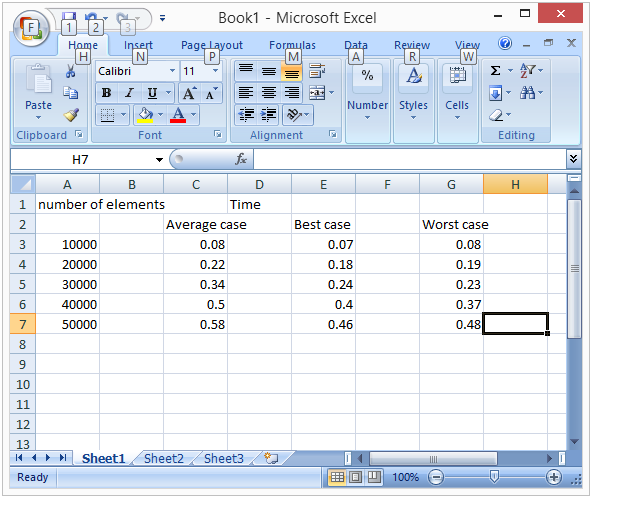 Book1 - Microsoft Excel
F 1 2 3
Home Insert Page Layout Formulas Data Review View
H N P M A R W
Calibri 11
Paste
B I U A A
A
% A Σ A Z
Number Styles Cells
Clipboard Font Alignment Editing
H7 fx
A B C D E F G H
1 number of elements Time
2 Average case Best case Worst case
3 10000 0.08 0.07 0.08
4 20000 0.22 0.18 0.19
5 30000 0.34 0.24 0.23
6 40000 0.5 0.4 0.37
7 50000 0.58 0.46 0.48
8
9
10
11
12
13
Sheet1 Sheet2 Sheet3
Ready 100%